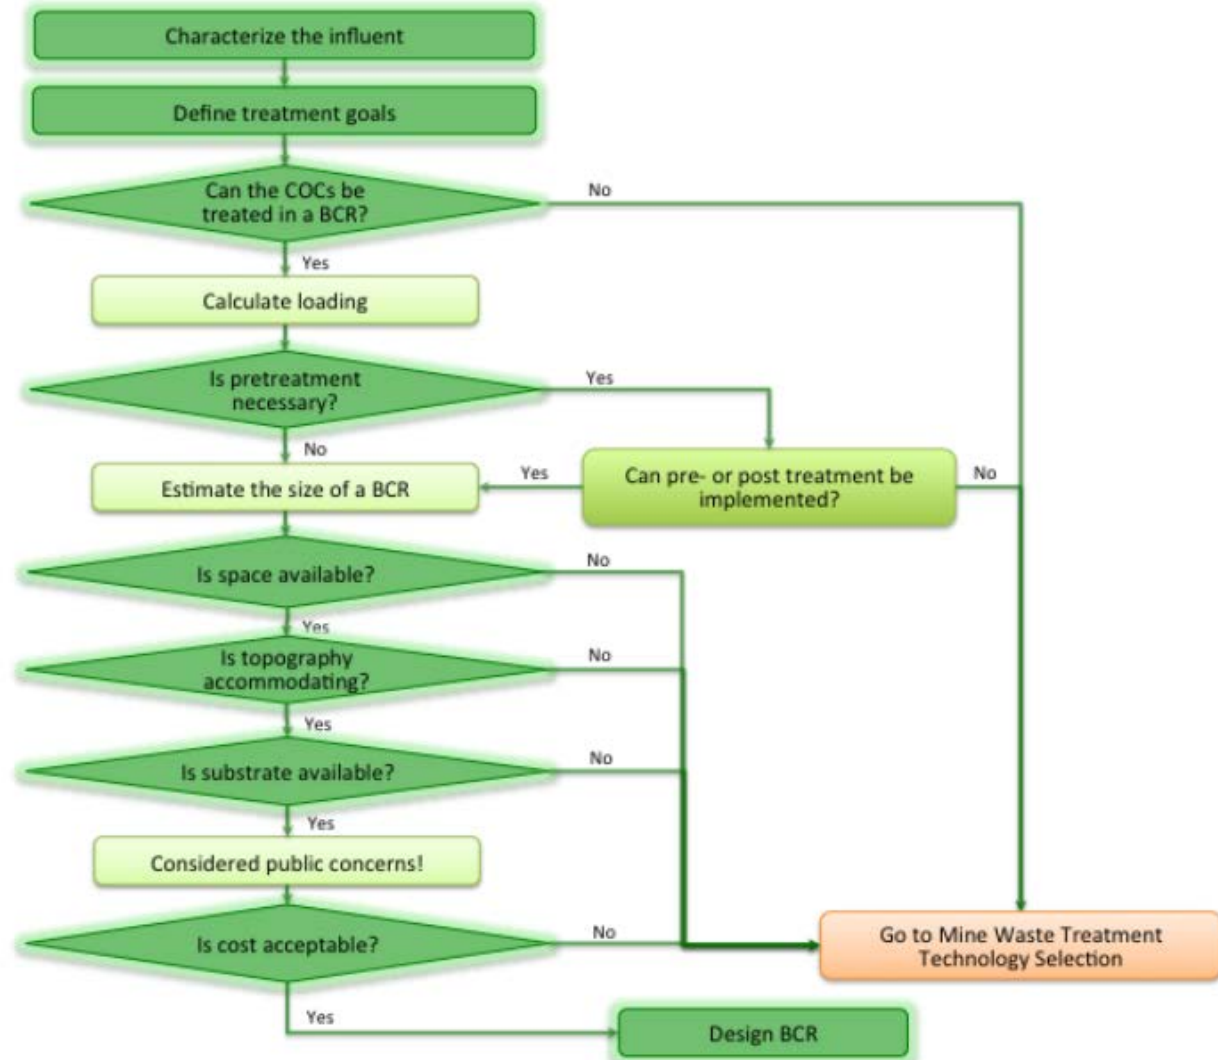 Characterize the influent
Define treatment goals
Can the COCs be
treated in a BCR?
No
Yes
Calculate loading
Is pretreatment
necessary?
Yes
No
Estimate the size of a BCR
Yes
Can pre- or post treatment be
implemented?
No
Is space available?
No
Yes
Is topography
accommodating?
No
Yes
Is substrate available?
No
Yes
Considered public concerns!
Is cost acceptable?
No
Go to Mine Waste Treatment
Technology Selection
Yes
Design BCR